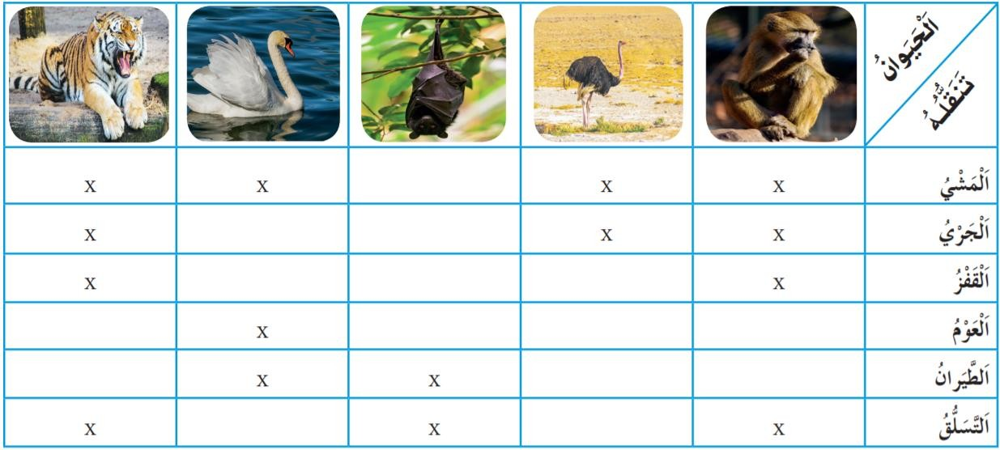 اَلْحَيَوانُ
تَنَقُّلُهُ
اَلْمَشْيُ x x x x
اَلْجَرْيُ x x x
اَلْقَفْزُ x x
اَلْعَوْمُ x
اَلطَّيَرانُ x x
اَلتَّسَلُّقُ x x x